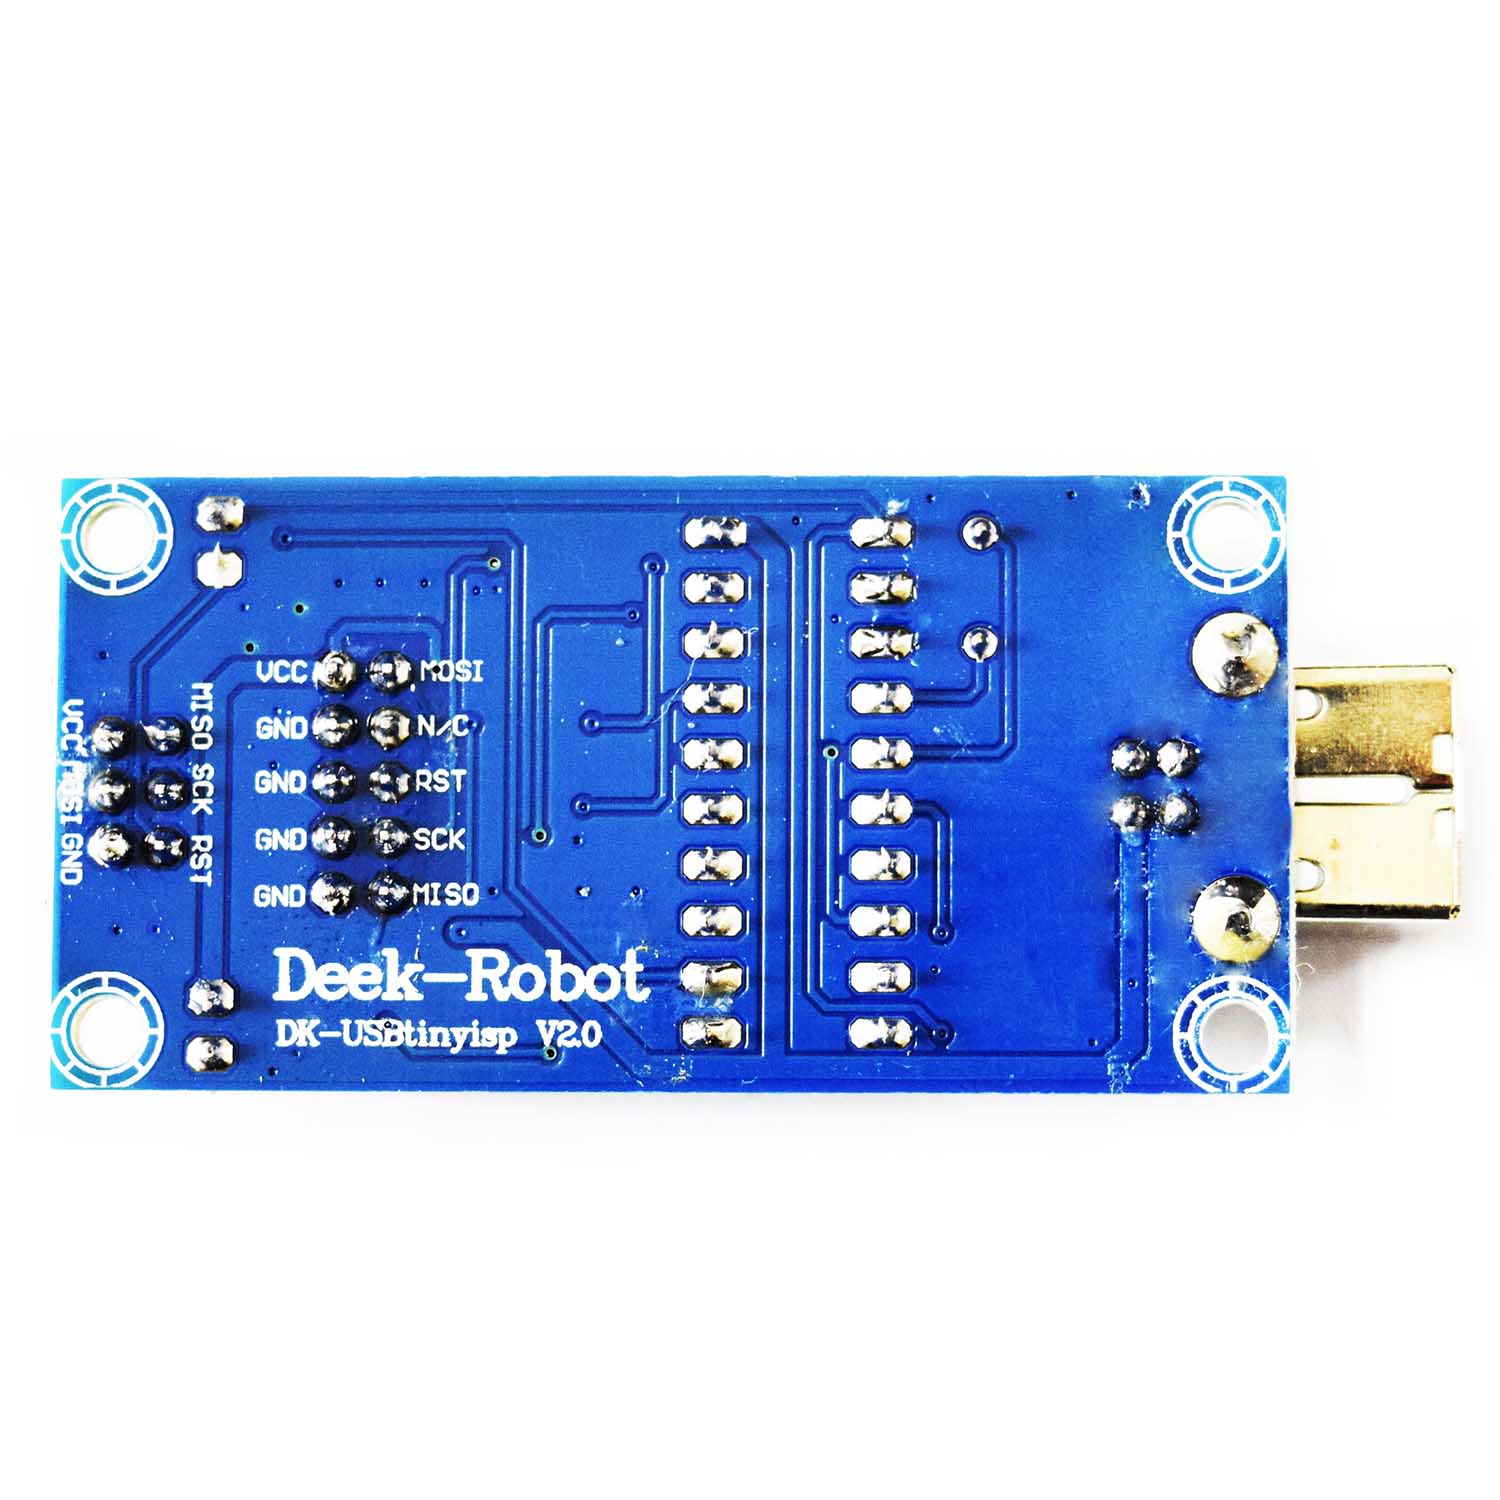 VCC MOSI
GND N/C
GND RST
GND SCK
GND MISO
MISO SCK RST
VCC MOSI GND
Deek-Robot
DK-USBtinyisp V2.0